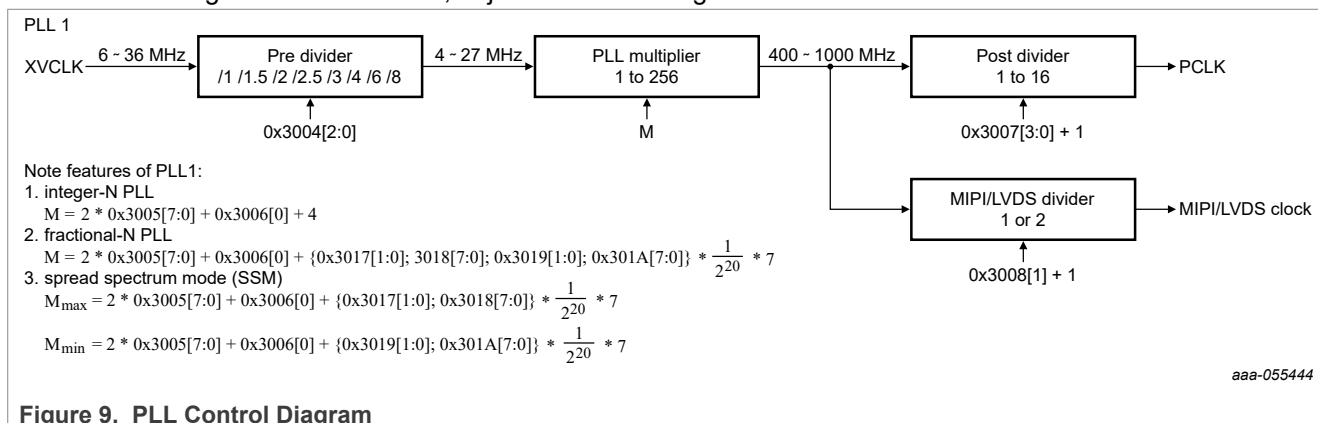 PLL 1
XVCLK
6 ~ 36 MHz
Pre divider
/1 /1.5 /2 /2.5 /3 /4 /6 /8
0x3004[2:0]
4 ~ 27 MHz
PLL multiplier
1 to 256
M
400 ~ 1000 MHz
Post divider
1 to 16
0x3007[3:0] + 1
PCLK
MIPI/LVDS divider
1 or 2
0x3008[1] + 1
MIPI/LVDS clock
Note features of PLL1:
1. integer-N PLL
M = 2 * 0x3005[7:0] + 0x3006[0] + 4
2. fractional-N PLL
M = 2 * 0x3005[7:0] + 0x3006[0] + {0x3017[1:0]; 3018[7:0]; 0x3019[1:0]; 0x301A[7:0]} * 1/2^20 * 7
3. spread spectrum mode (SSM)
Mmax = 2 * 0x3005[7:0] + 0x3006[0] + {0x3017[1:0]; 0x3018[7:0]} * 1/2^20 * 7
Mmin = 2 * 0x3005[7:0] + 0x3006[0] + {0x3019[1:0]; 0x301A[7:0]} * 1/2^20 * 7
aaa-055444
Figure 9. PLL Control Diagram